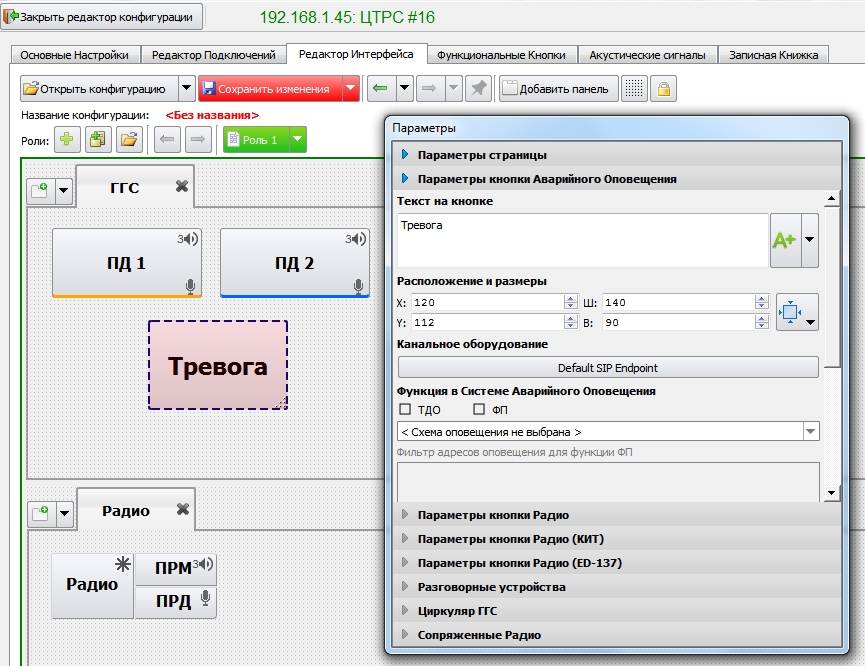 Закрыть редактор конфигурации
192.168.1.45: ЦТРС #16
Основные Настройки
Редактор Подключений
Редактор Интерфейса
Функциональные Кнопки
Акустические сигналы
Записная Книжка
Открыть конфигурацию
Сохранить изменения
Добавить панель
Название конфигурации: <Без названия>
Роли:
Роль 1
ГГС
ПД 1
3
ПД 2
3
Тревога
Радио
Радио
ПРМ
3
ПРД
Параметры
Параметры страницы
Параметры кнопки Аварийного Оповещения
Текст на кнопке
Тревога
A+
Расположение и размеры
X: 120
Ш: 140
Y: 112
В: 90
Канальное оборудование
Default SIP Endpoint
Функция в Системе Аварийного Оповещения
ТДО
ФП
< Схема оповещения не выбрана >
Фильтр адресов оповещения для функции ФП
Параметры кнопки Радио
Параметры кнопки Радио (КИТ)
Параметры кнопки Радио (ED-137)
Разговорные устройства
Циркуляр ГГС
Сопряженные Радио